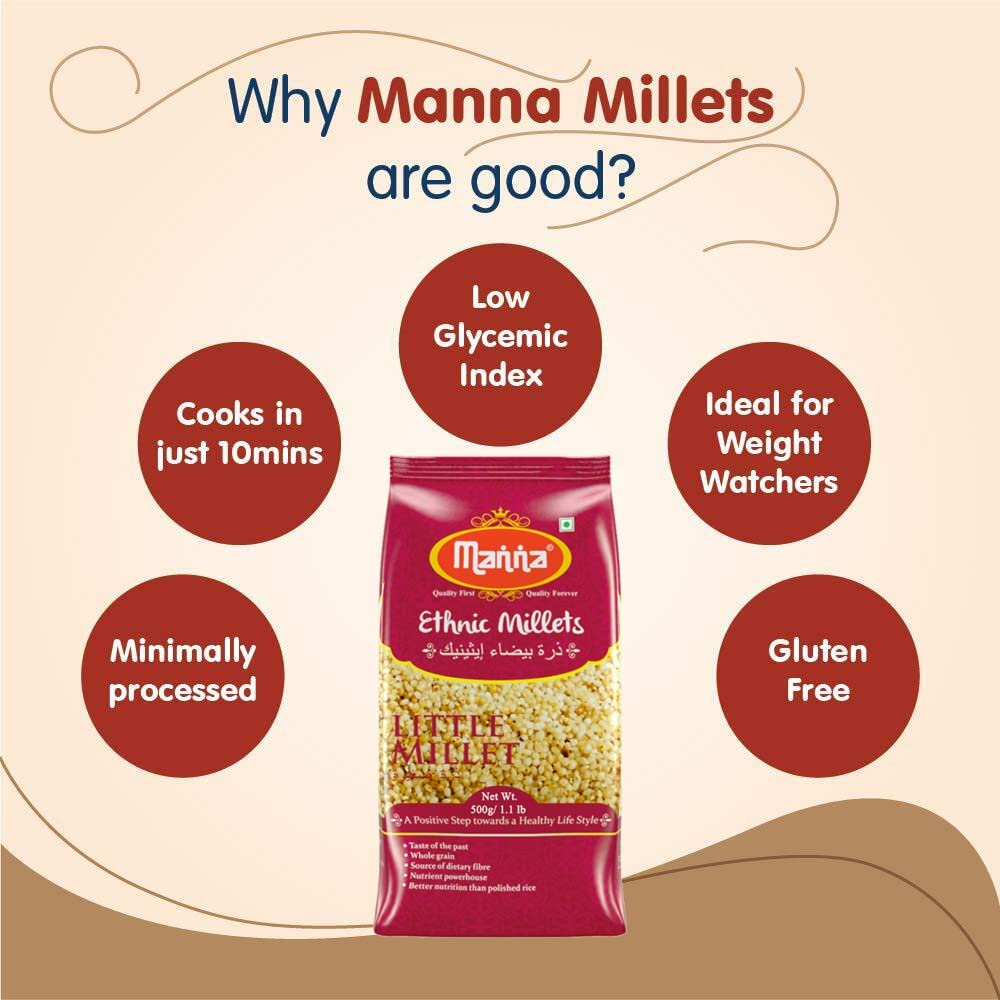 Why Manna Millets
are good?
Low
Glycemic
Index
Cooks in
just 10mins
Ideal for
Weight
Watchers
Minimally
processed
Gluten
Free
Manna®
Quality First Quality Forever
Ethnic Millets
ذرة بيضاء إيثينيك
LITTLE
MILLET
Net Wt.
500g/ 1.1 lb
A Positive Step towards a Healthy Life Style
• Taste of the past
• Whole grain
• Source of dietary fibre
• Nutrient powerhouse
• Better nutrition than polished rice